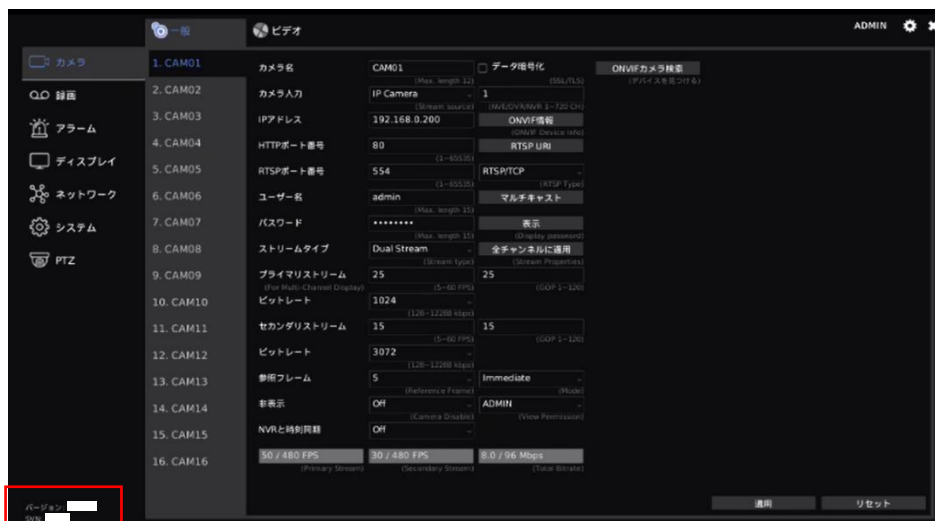 一般 ビデオ ADMIN
カメラ
録画
アラーム
ディスプレイ
ネットワーク
システム
PTZ
1. CAM01
2. CAM02
3. CAM03
4. CAM04
5. CAM05
6. CAM06
7. CAM07
8. CAM08
9. CAM09
10. CAM10
11. CAM11
12. CAM12
13. CAM13
14. CAM14
15. CAM15
16. CAM16
カメラ名 CAM01 データ暗号化 ONVIFカメラ検索
(Max. length 12) (SSL/TLS) (デバイスを見つける)
カメラ入力 IP Camera 1
(Stream source) (NVE/DVR/NVR 1~720 CH)
IPアドレス 192.168.0.200 ONVIF情報
(ONVIF Device Info)
HTTPポート番号 80 RTSP URI
(1~65535)
RTSPポート番号 554 RTSP/TCP
(1~65535) (RTSP Type)
ユーザー名 admin マルチキャスト
(Max. length 15)
パスワード •••••••• 表示
(Max. length 15) (Display password)
ストリームタイプ Dual Stream 全チャンネルに適用
(Stream type) (Stream Properties)
プライマリストリーム 25 25
(For Multi-Channel Display) (5~60 FPS) (GOP 1~120)
ビットレート 1024
(128~12288 kbps)
セカンダリストリーム 15 15
(5~60 FPS) (GOP 1~120)
ビットレート 3072
(128~12288 kbps)
参照フレーム 5 Immediate
(Reference Frame) (Mode)
非表示 Off ADMIN
(Camera Disable) (View Permission)
NVRと時刻同期 Off
50 / 480 FPS 30 / 480 FPS 8.0 / 96 Mbps
(Primary Stream) (Secondary Stream) (Total Bitrate)
適用 リセット
バージョン:
SVN: